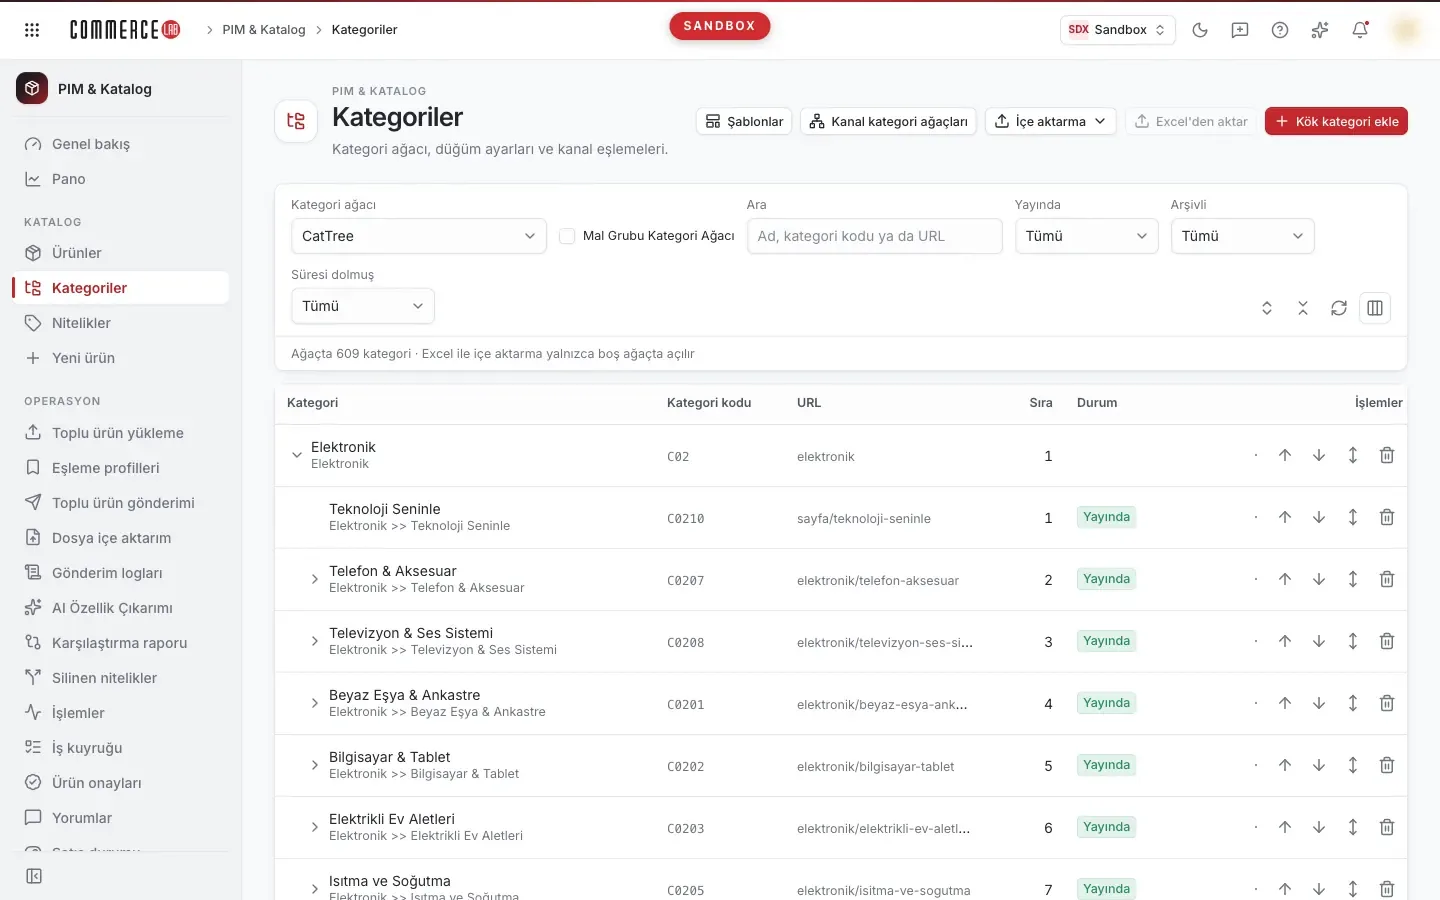 COMMERCE LAB
PIM & Katalog
Kategoriler
SANDBOX
SDX Sandbox
PIM & Katalog
Genel bakış
Pano
KATALOG
Ürünler
Kategoriler
Nitelikler
Yeni ürün
OPERASYON
Toplu ürün yükleme
Eşleme profilleri
Toplu ürün gönderimi
Dosya içe aktarım
Gönderim logları
AI Özellik Çıkarımı
Karşılaştırma raporu
Silinen nitelikler
İşlemler
İş kuyruğu
Ürün onayları
Yorumlar
PIM & KATALOG
Kategoriler
Kategori ağacı, düğüm ayarları ve kanal eşlemeleri.
Şablonlar
Kanal kategori ağaçları
İçe aktarma
Excel'den aktar
Kök kategori ekle
Kategori ağacı
CatTree
Mal Grubu Kategori Ağacı
Ara
Ad, kategori kodu ya da URL
Yayında
Tümü
Arşivli
Tümü
Süresi dolmuş
Tümü
Ağaçta 609 kategori · Excel ile içe aktarma yalnızca boş ağaçta açılır
Kategori Kategori kodu URL Sıra Durum İşlemler
Elektronik
Elektronik
C02 elektronik 1
Teknoloji Seninle
Elektronik >> Teknoloji Seninle
C0210 sayfa/teknoloji-seninle 1 Yayında
Telefon & Aksesuar
Elektronik >> Telefon & Aksesuar
C0207 elektronik/telefon-aksesuar 2 Yayında
Televizyon & Ses Sistemi
Elektronik >> Televizyon & Ses Sistemi
C0208 elektronik/televizyon-ses-si... 3 Yayında
Beyaz Eşya & Ankastre
Elektronik >> Beyaz Eşya & Ankastre
C0201 elektronik/beyaz-esya-ank... 4 Yayında
Bilgisayar & Tablet
Elektronik >> Bilgisayar & Tablet
C0202 elektronik/bilgisayar-tablet 5 Yayında
Elektrikli Ev Aletleri
Elektronik >> Elektrikli Ev Aletleri
C0203 elektronik/elektrikli-ev-aletl... 6 Yayında
Isıtma ve Soğutma
Elektronik >> Isıtma ve Soğutma
C0205 elektronik/isitma-ve-sogutma 7 Yayında